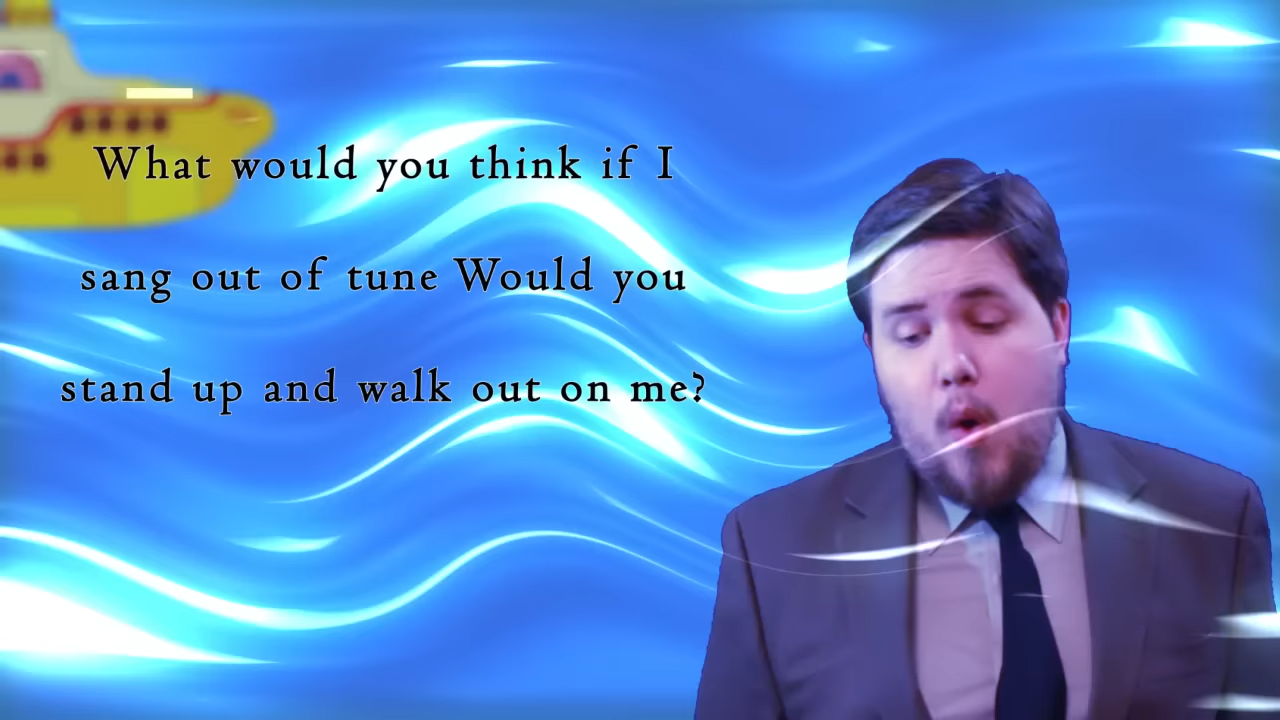 What would you think if I
sang out of tune Would you
stand up and walk out on me?